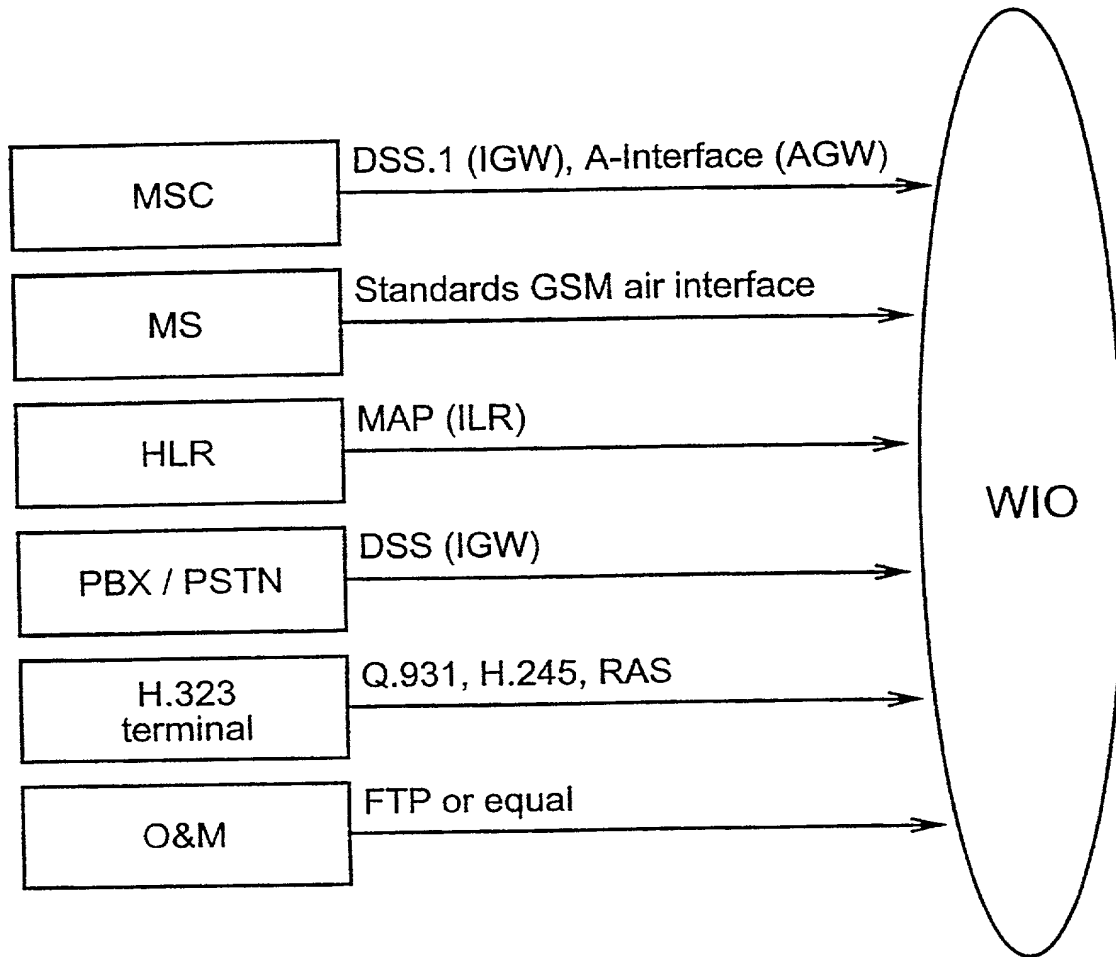 DSS.1 (IGW), A-Interface (AGW)
MSC
Standards GSM air interface
MS
MAP (ILR)
HLR
WIO
DSS (IGW)
PBX / PSTN
Q.931, H.245, RAS
H.323
terminal
FTP or equal
O&M